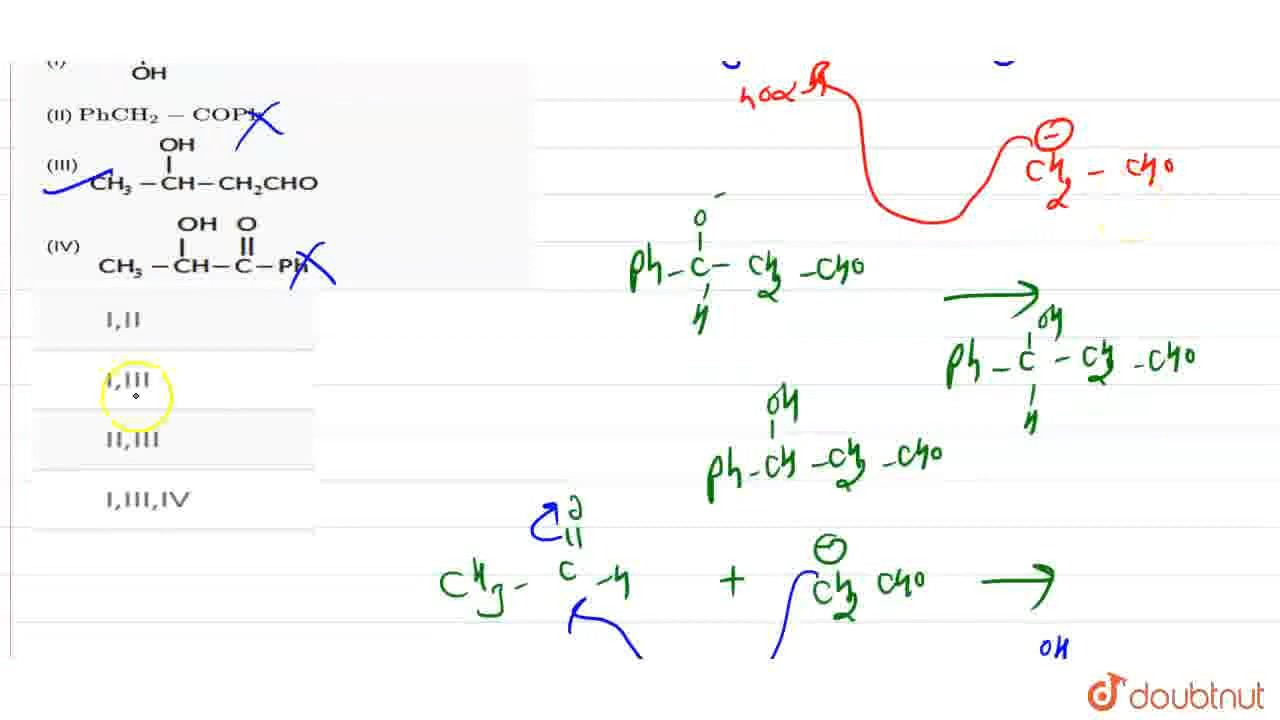 (I)
OH
(II) PhCH₂ − COPh
OH
(III) CH₃ −CH−CH₂CHO
OH O
(IV) CH₃ −CH−C−Ph
I,II
I,III
II,III
I,III,IV
no α H
⊖
CH₂ − CHO
O⁻
Ph − C − CH₂ − CHO
H
OH
Ph − C − CH₂ − CHO
H
OH
Ph − CH − CH₂ − CHO
O
CH₃ − C − H + ⊖CH₂ CHO
OH
doubtnut